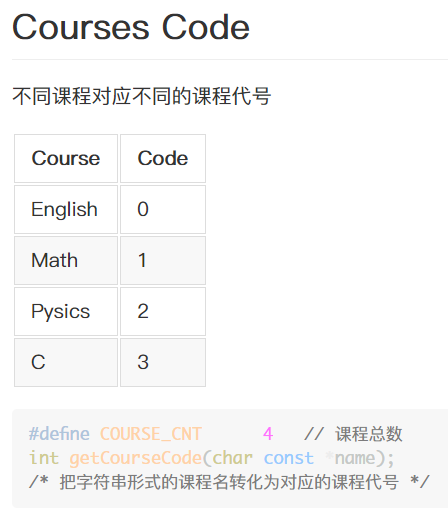 Courses Code
不同课程对应不同的课程代号
Course Code
English 0
Math 1
Pysics 2
C 3
#define COURSE_CNT 4 // 课程总数
int getCourseCode(char const *name);
/* 把字符串形式的课程名转化为对应的课程代号 */